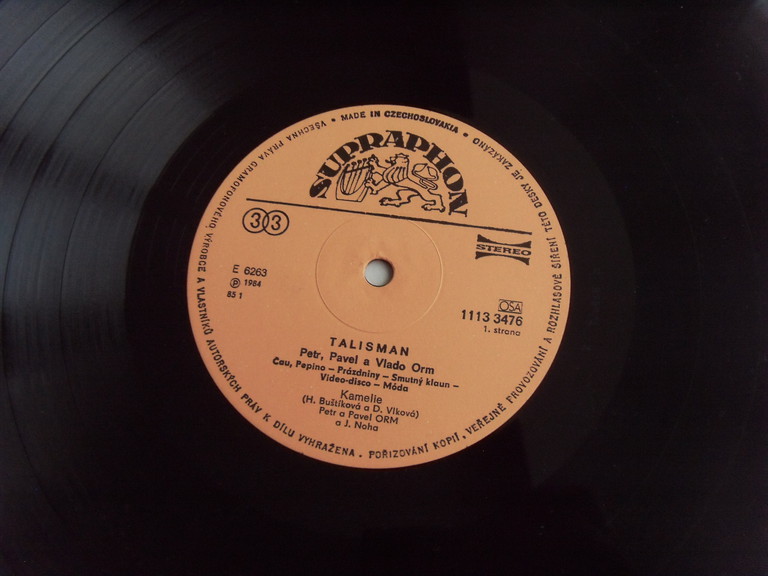 VŠECHNA PRÁVA GRAMOFONOVÉHO VÝROBCE A VLASTNÍKŮ AUTORSKÝCH PRÁV K DÍLU VYHRAŽENA • POŘIZOVÁNÍ KOPIÍ, VEŘEJNÉ PROVOZOVÁNÍ A ROZHLASOVÉ ŠÍŘENÍ TÉTO DESKY JE ZAKÁZÁNO • MADE IN CZECHOSLOVAKIA •
SUPRAPHON
33
STEREO
E 6263
℗ 1984
85 1
OSA
1113 3476
1. strana
TALISMAN
Petr, Pavel a Vlado Orm
Čau, Pepino – Prázdniny – Smutný klaun –
Video-disco – Móda
Kamelie
(H. Buštíková a D. Vlková)
Petr a Pavel ORM
a J. Noha